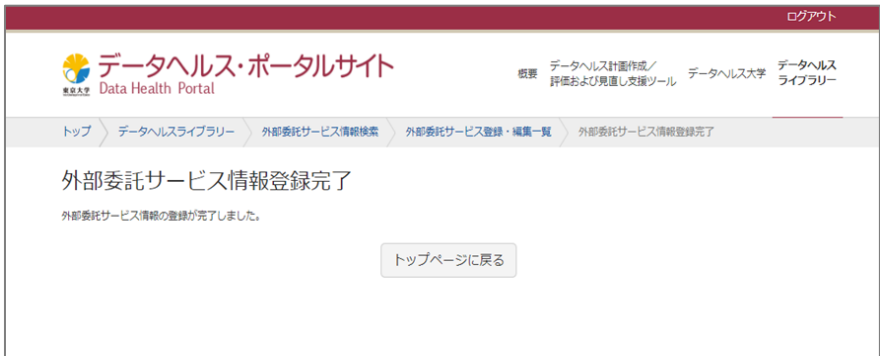 ログアウト
データヘルス・ポータルサイト
東京大学
Data Health Portal
概要
データヘルス計画作成／
評価および見直し支援ツール
データヘルス大学
データヘルス
ライブラリー
トップ
データヘルスライブラリー
外部委託サービス情報検索
外部委託サービス登録・編集一覧
外部委託サービス情報登録完了
外部委託サービス情報登録完了
外部委託サービス情報の登録が完了しました。
トップページに戻る